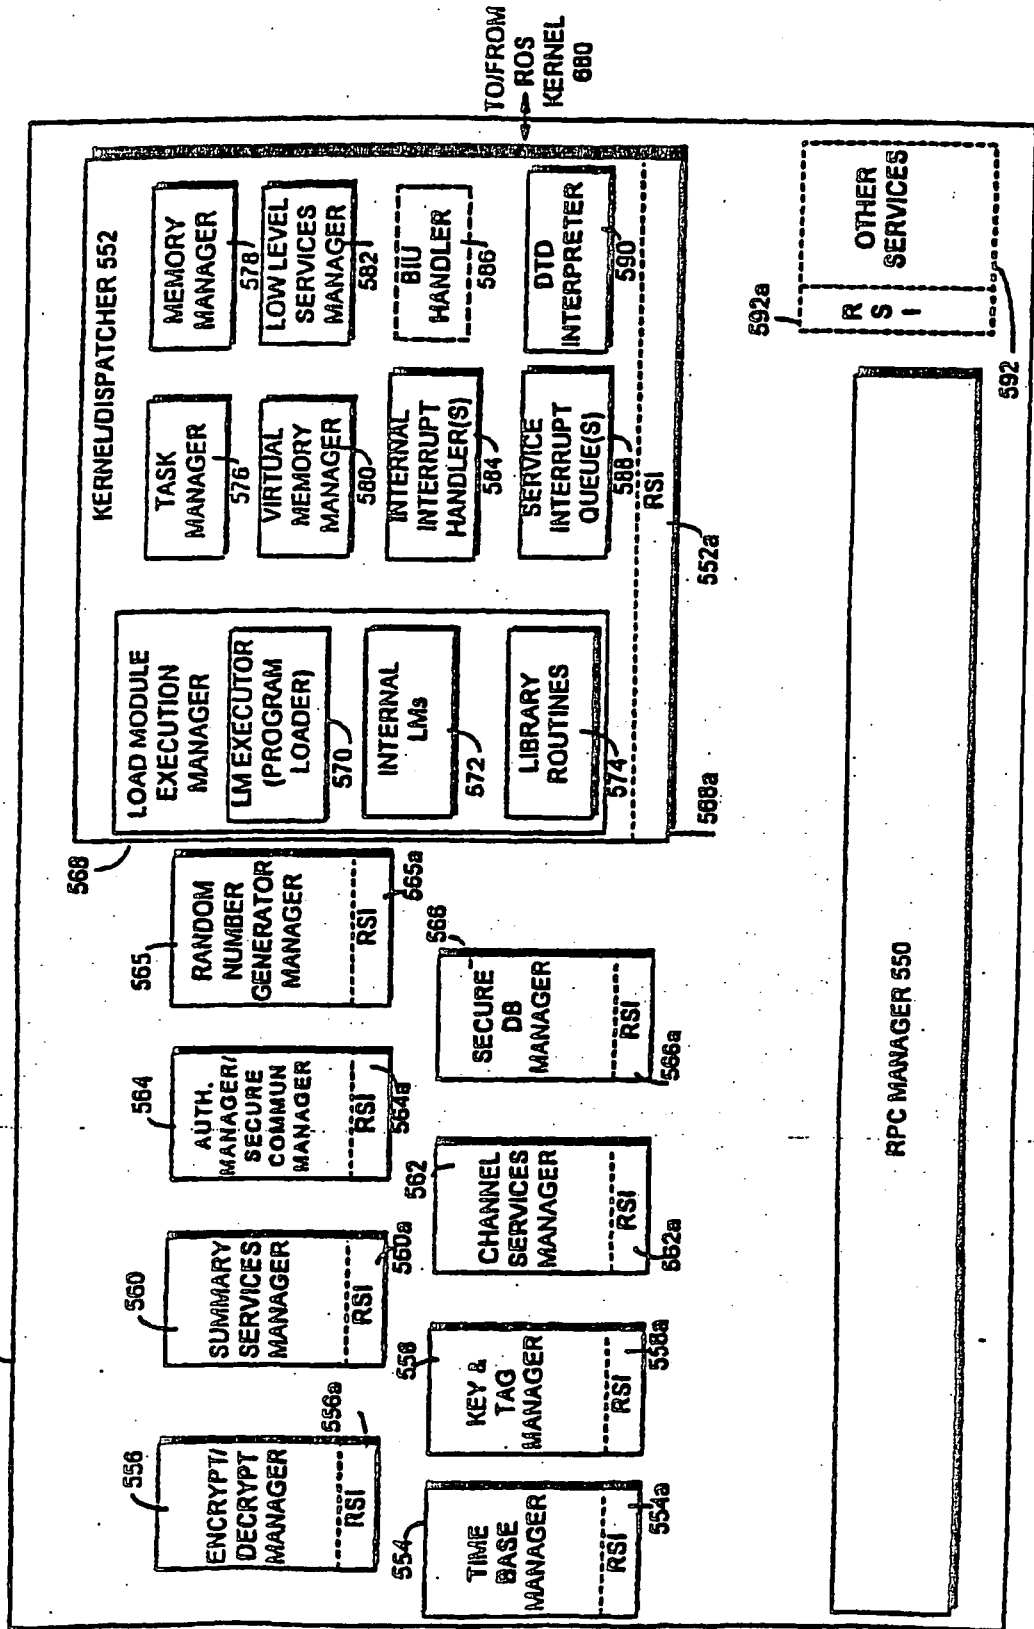 KERNEL/DISPATCHER 552
568
LOAD MODULE
EXECUTION
MANAGER
LM EXECUTOR
(PROGRAM
LOADER)
570
INTERNAL
LMs
572
LIBRARY
ROUTINES
574
568a
TASK
MANAGER
576
VIRTUAL
MEMORY
MANAGER
580
INTERNAL
INTERRUPT
HANDLER(S)
584
SERVICE
INTERRUPT
QUEUE(S)
588
MEMORY
MANAGER
578
LOW LEVEL
SERVICES
MANAGER
582
BIU
HANDLER
586
DTD
INTERPRETER
590
RSI
552a
TO/FROM
ROS
KERNEL
680
556
ENCRYPT/
DECRYPT
MANAGER
RSI
556a
560
SUMMARY
SERVICES
MANAGER
RSI
560a
564
AUTH.
MANAGER/
SECURE
COMMUN
MANAGER
RSI
564a
565
RANDOM
NUMBER
GENERATOR
MANAGER
RSI
565a
554
TIME
BASE
MANAGER
RSI
554a
558
KEY &
TAG
MANAGER
RSI
558a
562
CHANNEL
SERVICES
MANAGER
RSI
562a
566
SECURE
DB
MANAGER
RSI
566a
RPC MANAGER 550
592a
R
S
I
OTHER
SERVICES
592